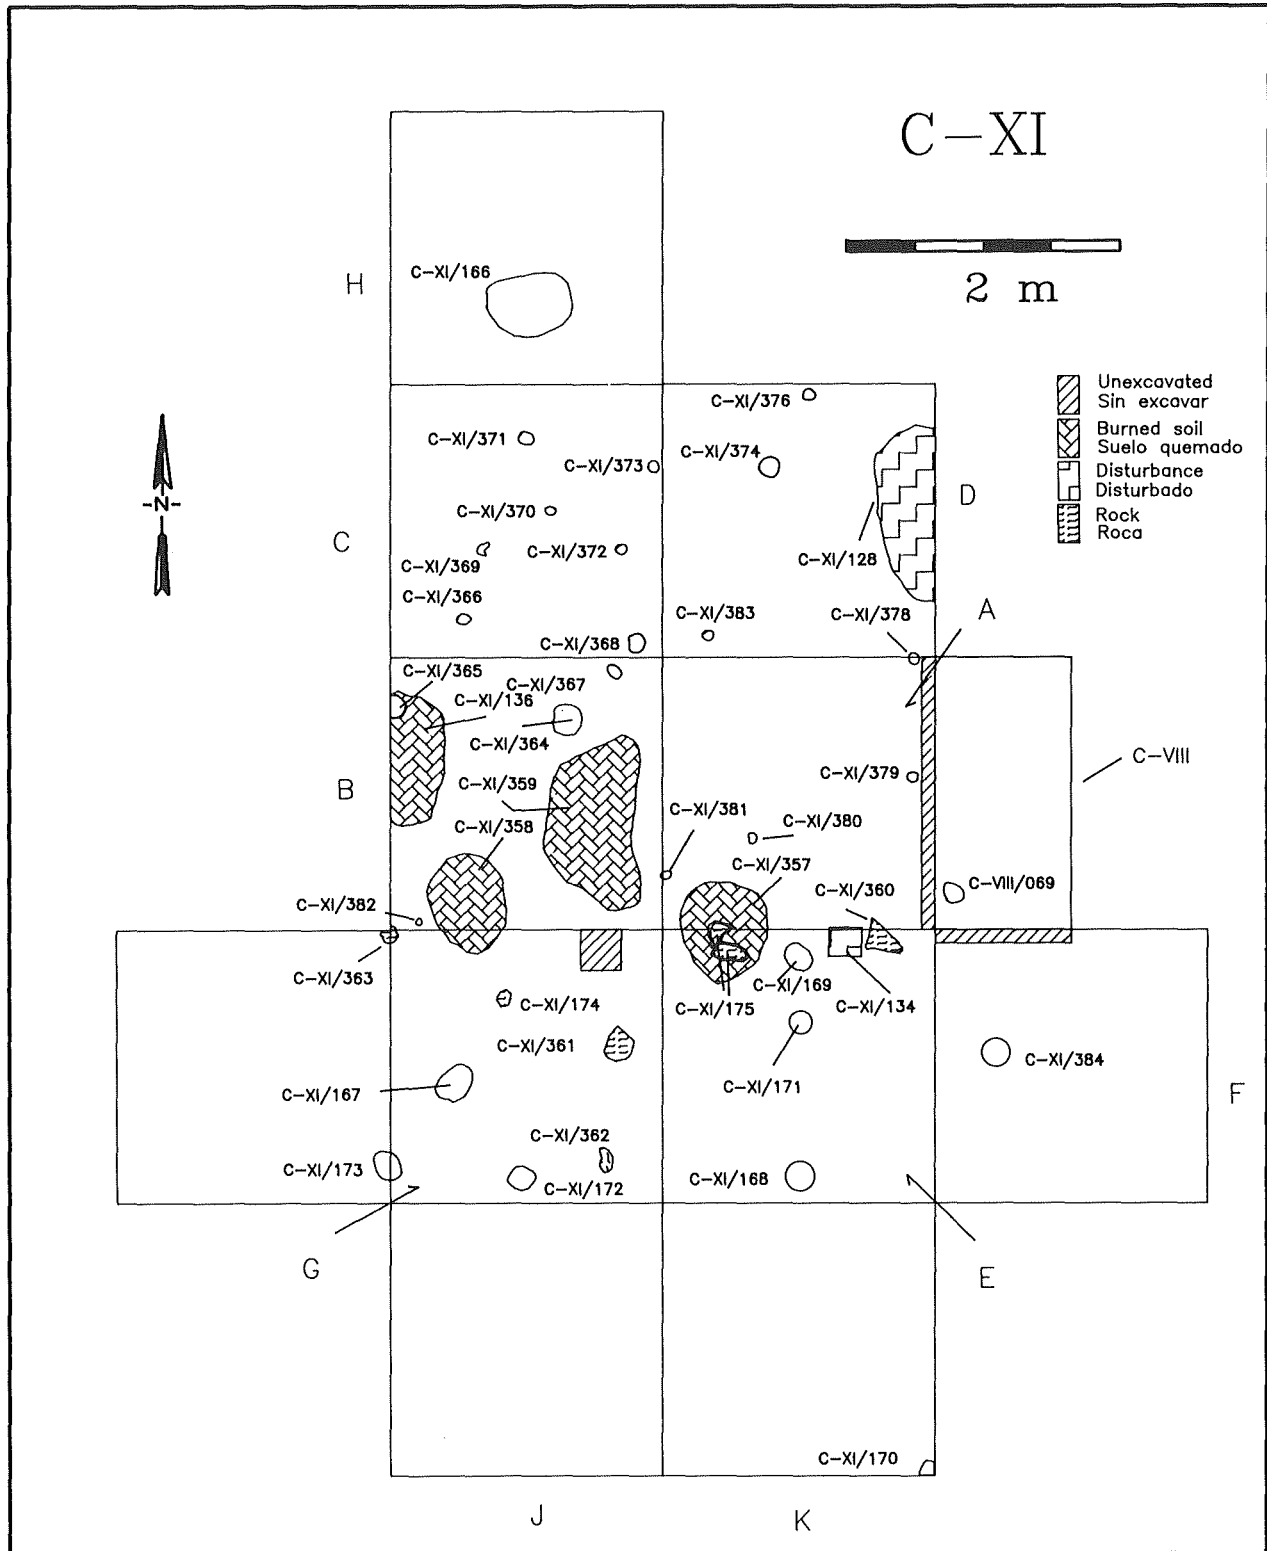 C-XI
2 m
H
C-XI/166
Unexcavated
Sin excavar
Burned soil
Suelo quemado
Disturbance
Disturbado
Rock
Roca
C-XI/376
C-XI/371
C-XI/373
C-XI/374
-N-
D
C
C-XI/370
C-XI/369
C-XI/372
C-XI/128
C-XI/366
C-XI/383
C-XI/378
A
C-XI/368
C-XI/365
C-XI/367
C-XI/136
C-XI/364
C-VIII
B
C-XI/359
C-XI/379
C-XI/381
C-XI/380
C-XI/358
C-XI/357
C-XI/360
C-VIII/069
C-XI/382
C-XI/363
C-XI/169
C-XI/174
C-XI/175
C-XI/134
C-XI/361
C-XI/384
C-XI/171
C-XI/167
F
C-XI/362
C-XI/173
C-XI/172
C-XI/168
G
E
C-XI/170
J
K